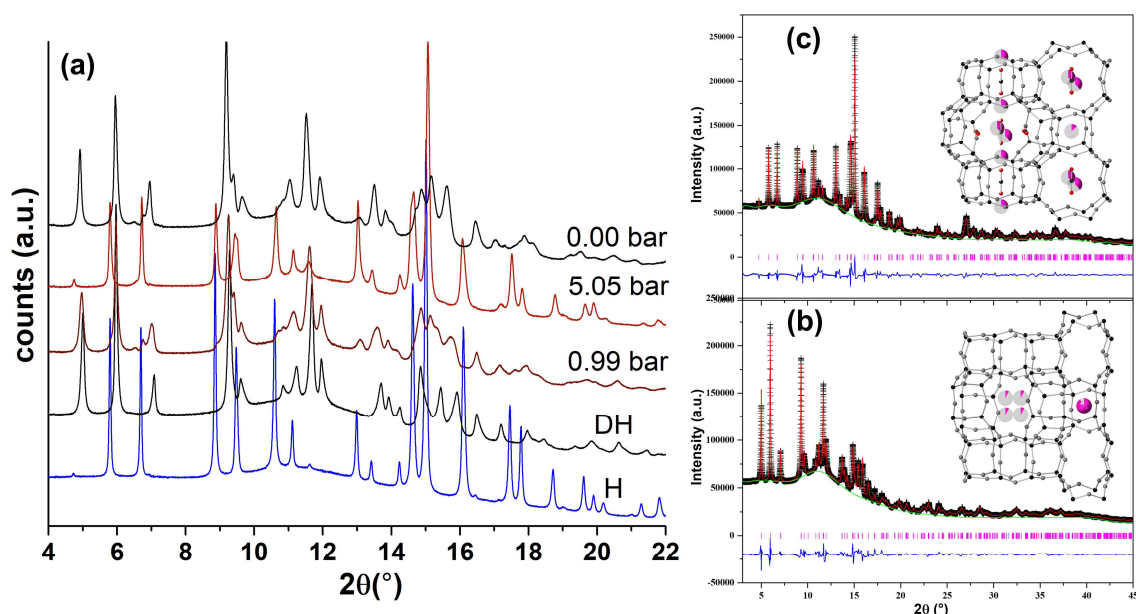 (a)
counts (a.u.)
0.00 bar
5.05 bar
0.99 bar
DH
H
4 6 8 10 12 14 16 18 20 22
2θ(°)
(c)
Intensity (a.u.)
250000
200000
150000
100000
50000
0
250000
(b)
Intensity (a.u.)
200000
150000
100000
50000
0
-50000
5 10 15 20 25 30 35 40 45
2θ (°)